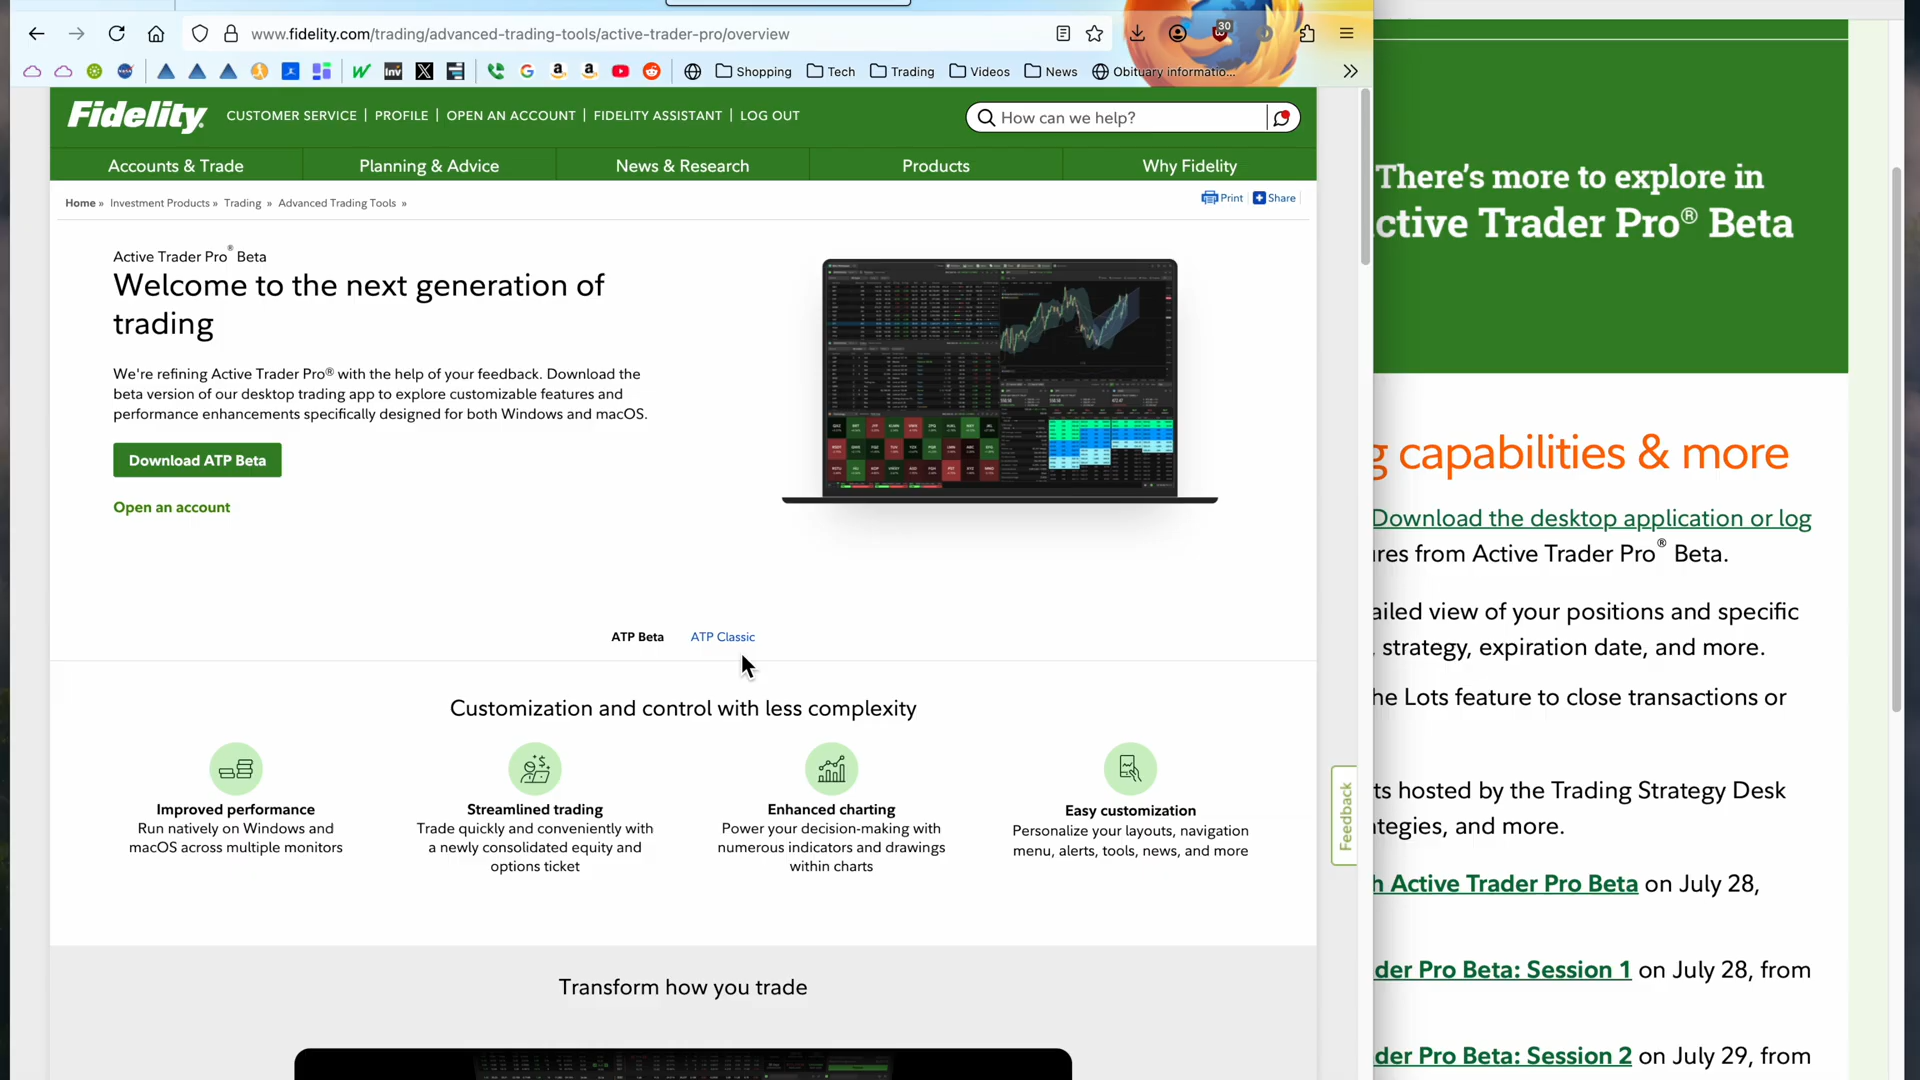 www.fidelity.com/trading/advanced-trading-tools/active-trader-pro/overview
30
Inv
Shopping
Tech
Trading
Videos
News
Obituary informatio...
Fidelity
CUSTOMER SERVICE | PROFILE | OPEN AN ACCOUNT | FIDELITY ASSISTANT | LOG OUT
How can we help?
Accounts & Trade
Planning & Advice
News & Research
Products
Why Fidelity
Home » Investment Products » Trading » Advanced Trading Tools »
Print
Share
Active Trader Pro® Beta
Welcome to the next generation of
trading
We're refining Active Trader Pro® with the help of your feedback. Download the
beta version of our desktop trading app to explore customizable features and
performance enhancements specifically designed for both Windows and macOS.
Download ATP Beta
Open an account
ATP Beta
ATP Classic
Customization and control with less complexity
Improved performance
Run natively on Windows and
macOS across multiple monitors
Streamlined trading
Trade quickly and conveniently with
a newly consolidated equity and
options ticket
Enhanced charting
Power your decision-making with
numerous indicators and drawings
within charts
Easy customization
Personalize your layouts, navigation
menu, alerts, tools, news, and more
Feedback
Transform how you trade
There's more to explore in
ctive Trader Pro® Beta
g capabilities & more
Download the desktop application or log
res from Active Trader Pro® Beta.
ailed view of your positions and specific
, strategy, expiration date, and more.
he Lots feature to close transactions or
ts hosted by the Trading Strategy Desk
ategies, and more.
h Active Trader Pro Beta on July 28,
der Pro Beta: Session 1 on July 28, from
der Pro Beta: Session 2 on July 29, from